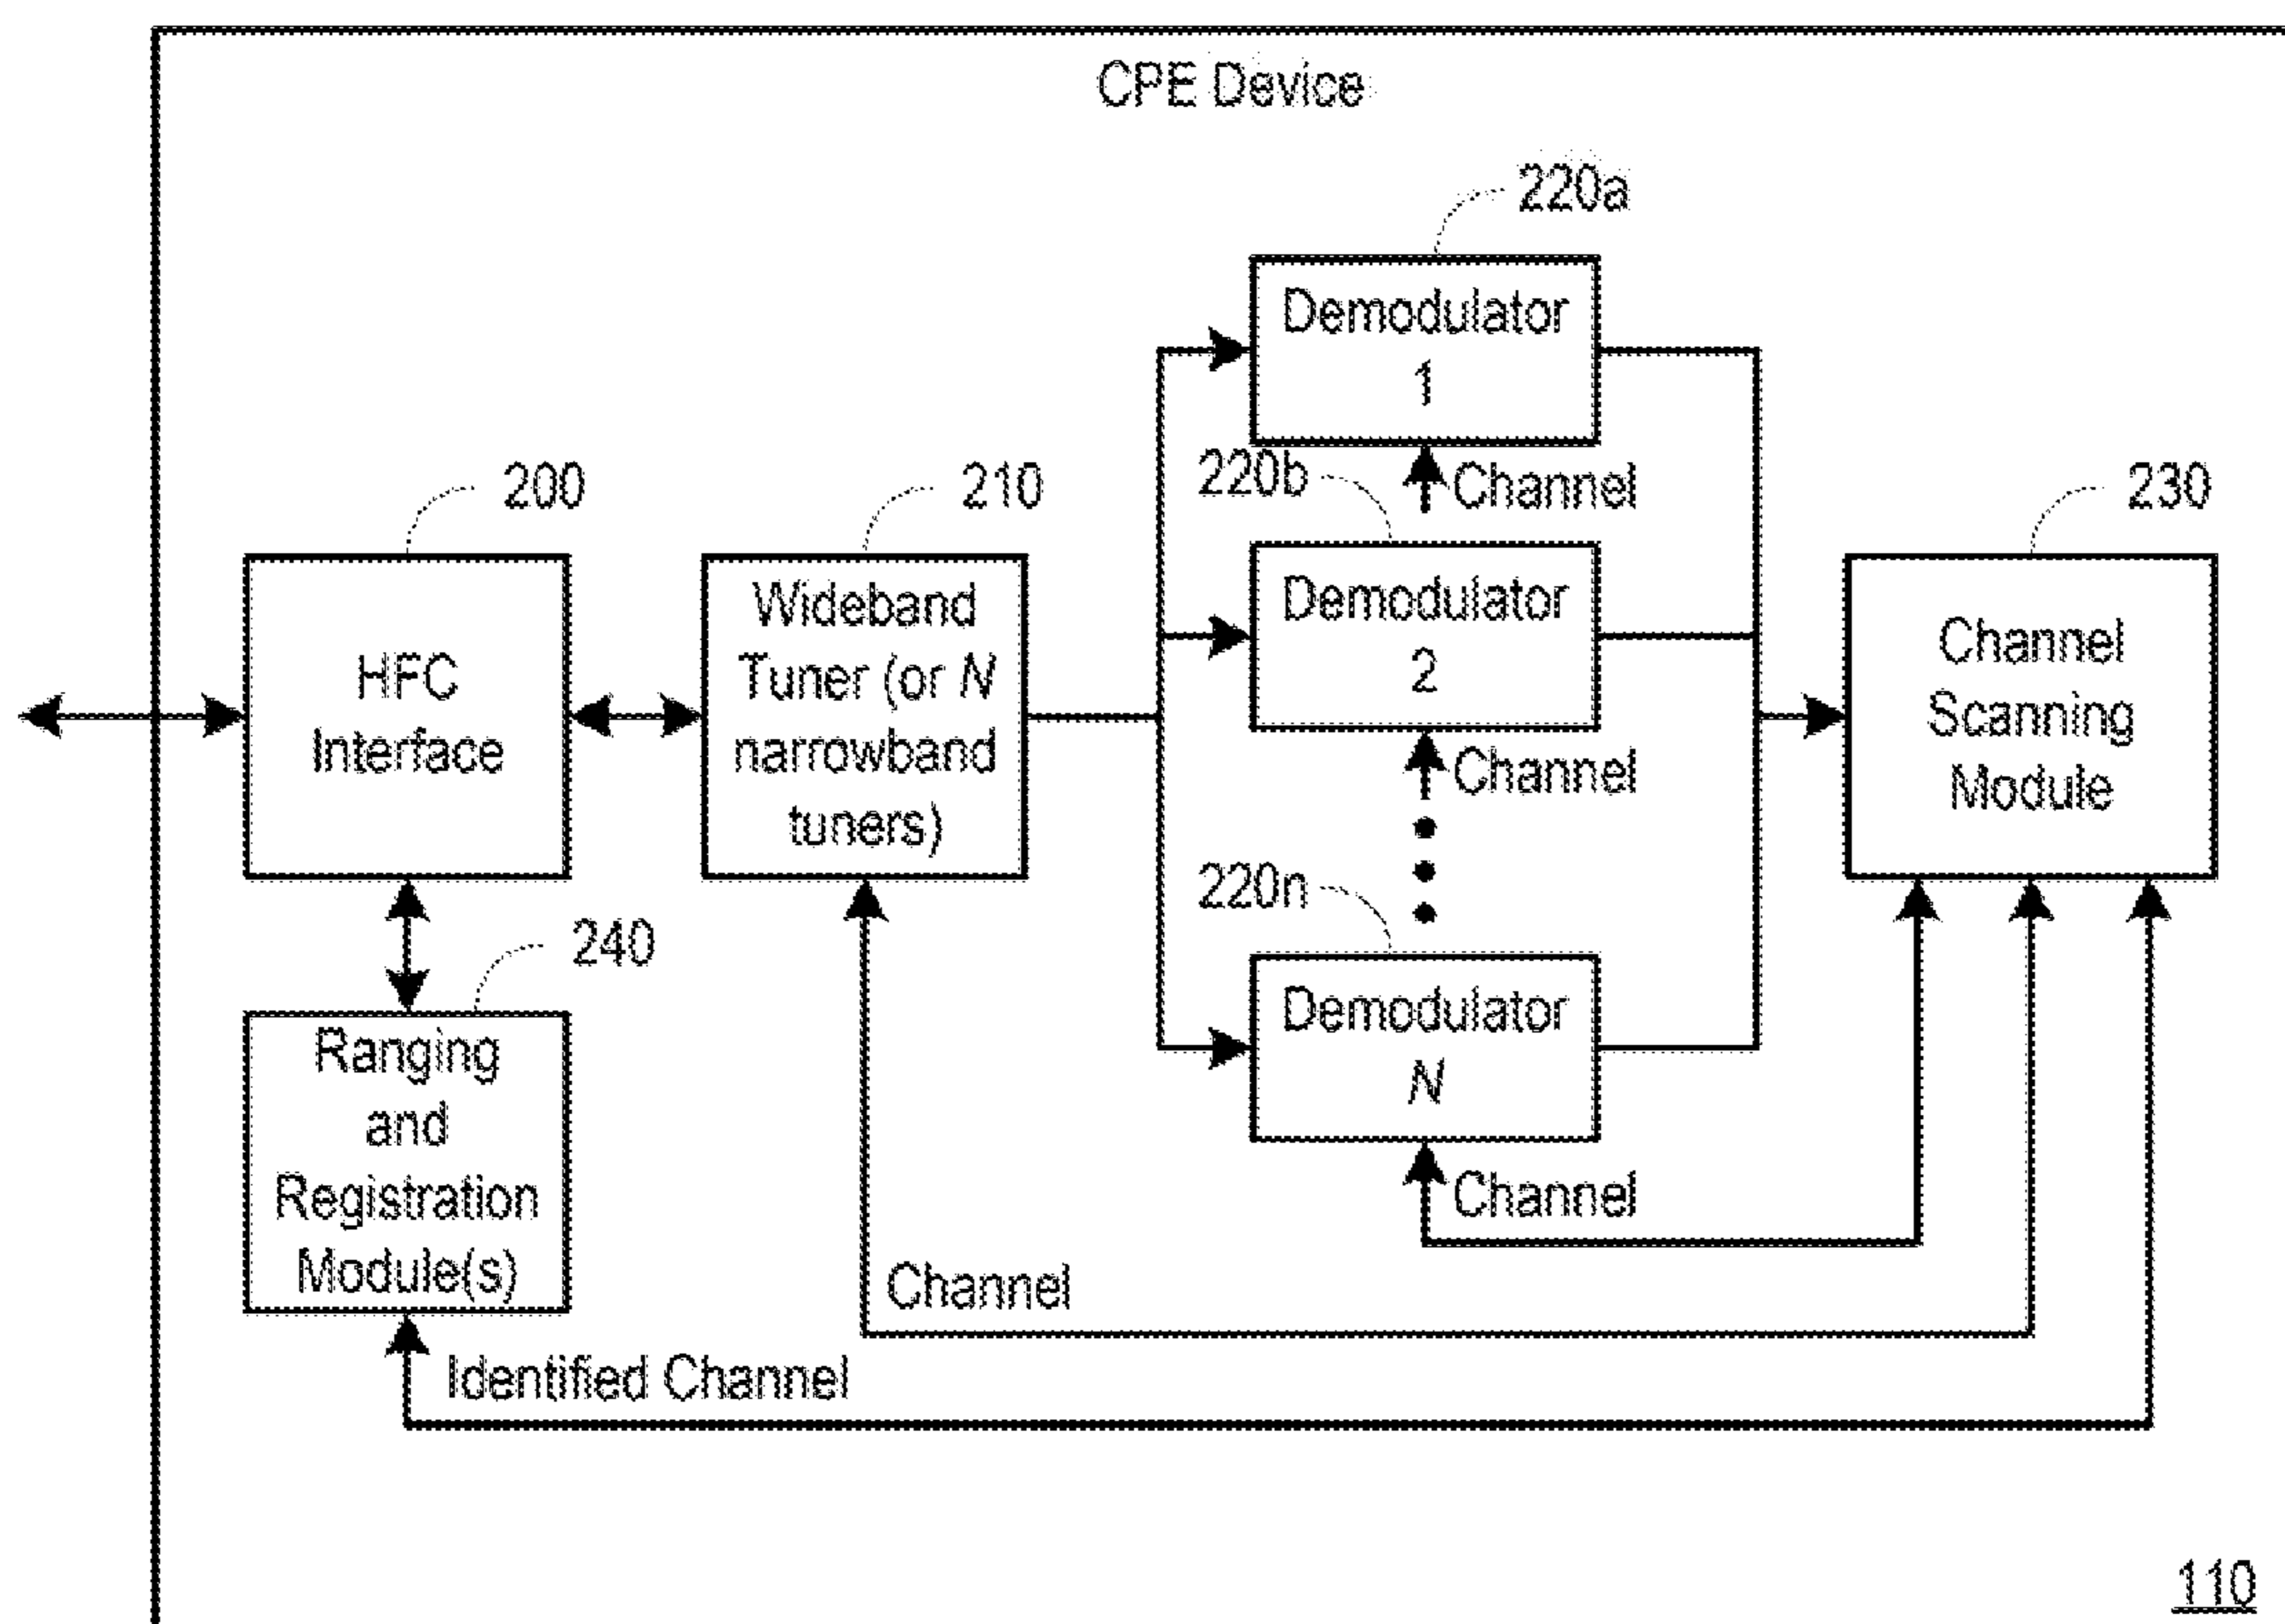 CPE Device
220a
Demodulator
1
220b
Channel
200
210
230
Wideband
Tuner (or N
narrowband
tuners)
Demodulator
2
HFC
Interface
Channel
Scanning
Module
Channel
220n
240
Demodulator
N
Ranging
and
Registration
Module(s)
Channel
Channel
Identified Channel
110